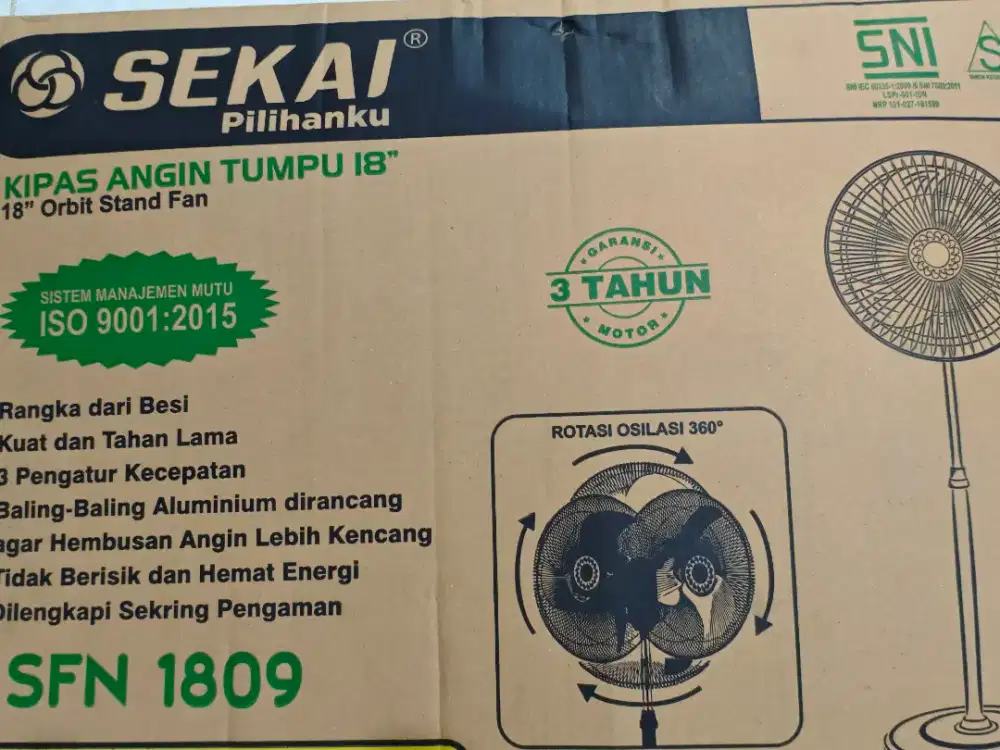 SEKAI®
Pilihanku
SNI
KIPAS ANGIN TUMPU 18”
18” Orbit Stand Fan
SISTEM MANAJEMEN MUTU
ISO 9001:2015
GARANSI
3 TAHUN
MOTOR
Rangka dari Besi
Kuat dan Tahan Lama
3 Pengatur Kecepatan
Baling-Baling Aluminium dirancang
agar Hembusan Angin Lebih Kencang
Tidak Berisik dan Hemat Energi
Dilengkapi Sekring Pengaman
ROTASI OSILASI 360°
SFN 1809